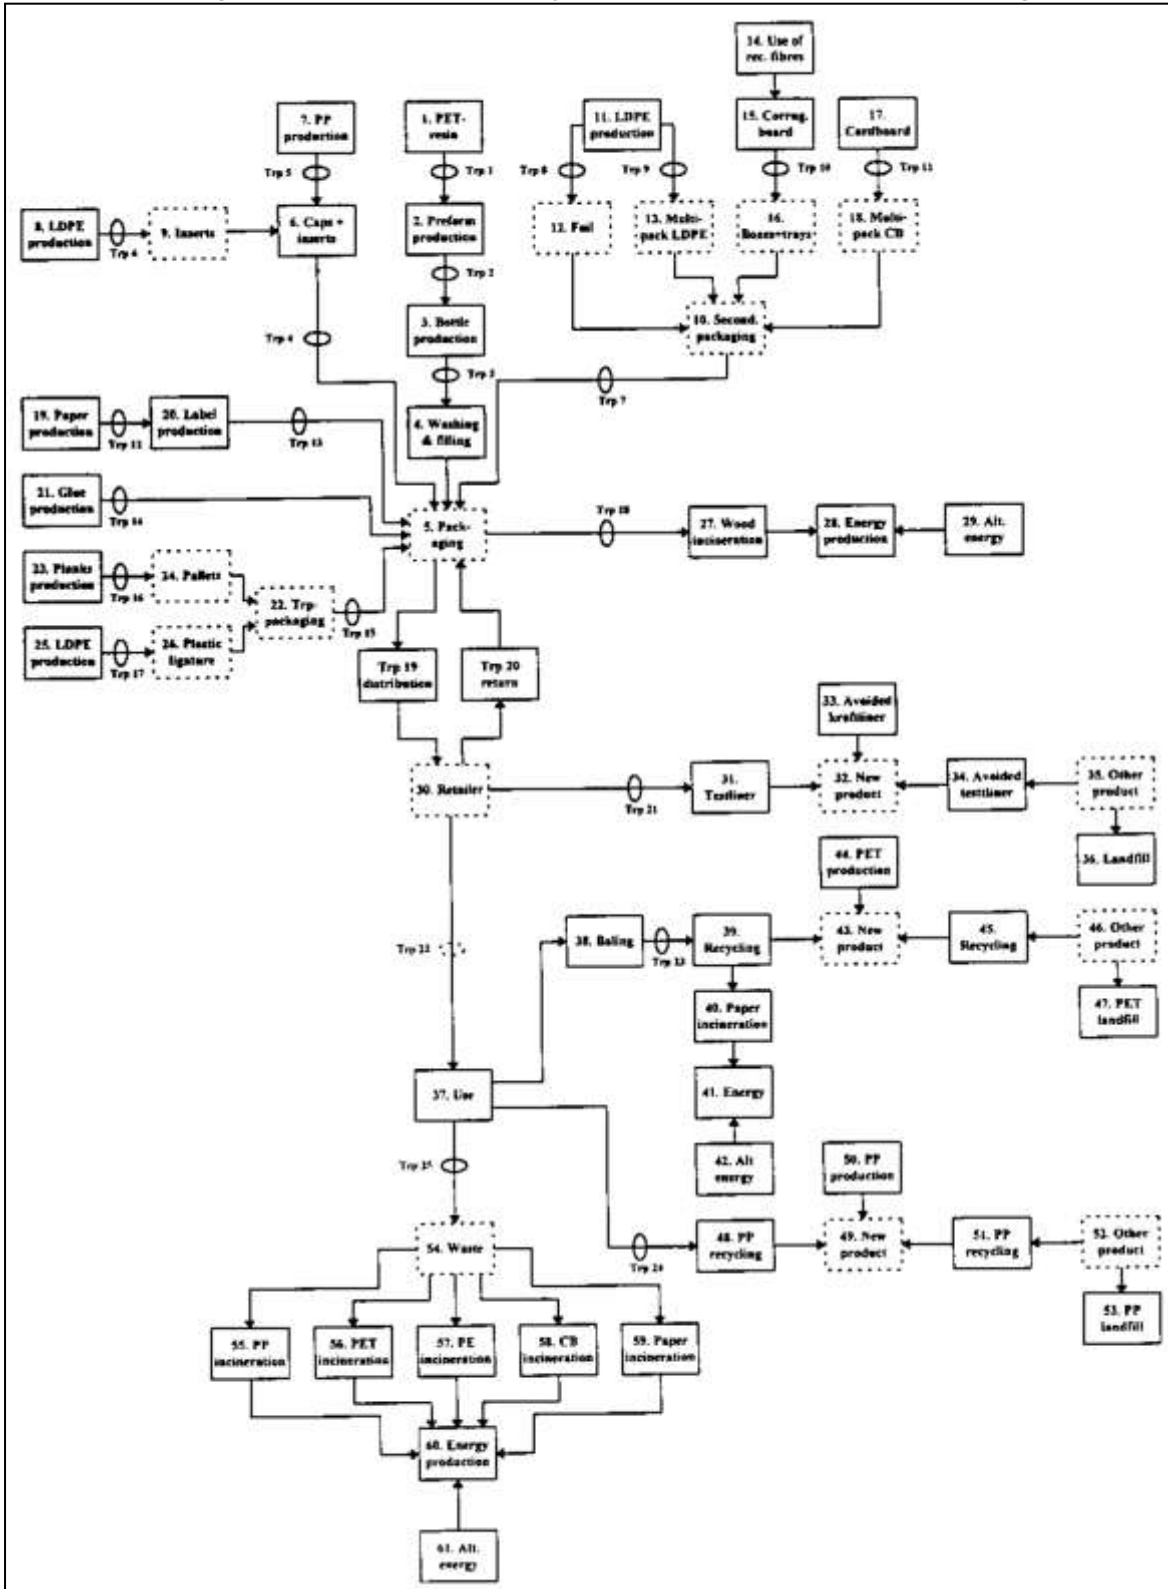 14. Use of
rec. fibres
7. PP
production
1. PET-
resin
11. LDPE
production
15. Corrug.
board
17.
Cardboard
Trp 5
Trp 1
Trp 8
Trp 9
Trp 10
Trp 11
8. LDPE
production
9. Inserts
6. Caps +
inserts
2. Preform
production
12. Foil
13. Multi-
pack LDPE
16.
Boxes+trays
18. Multi-
pack CB
Trp 6
Trp 2
3. Bottle
production
10. Second.
packaging
Trp 4
Trp 3
Trp 7
19. Paper
production
20. Label
production
4. Washing
& filling
Trp 12
Trp 13
21. Glue
production
Trp 14
5. Pack-
aging
Trp 18
27. Wood
incineration
28. Energy
production
29. Alt.
energy
23. Planks
production
24. Pallets
Trp 16
22. Trp-
packaging
Trp 15
25. LDPE
production
26. Plastic
ligature
Trp 17
Trp 19
distribution
Trp 20
return
33. Avoided
kraftliner
30. Retailer
Trp 21
31.
Testliner
32. New
product
34. Avoided
testliner
35. Other
product
36. Landfill
44. PET
production
Trp 22
38. Baling
Trp 23
39.
Recycling
43. New
product
45.
Recycling
46. Other
product
40. Paper
incineration
47. PET
landfill
37. Use
41. Energy
42. Alt
energy
50. PP
production
Trp 25
54. Waste
Trp 24
48. PP
recycling
49. New
product
51. PP
recycling
52. Other
product
53. PP
landfill
55. PP
incineration
56. PET
incineration
57. PE
incineration
58. CB
incineration
59. Paper
incineration
60. Energy
production
61. Alt.
energy